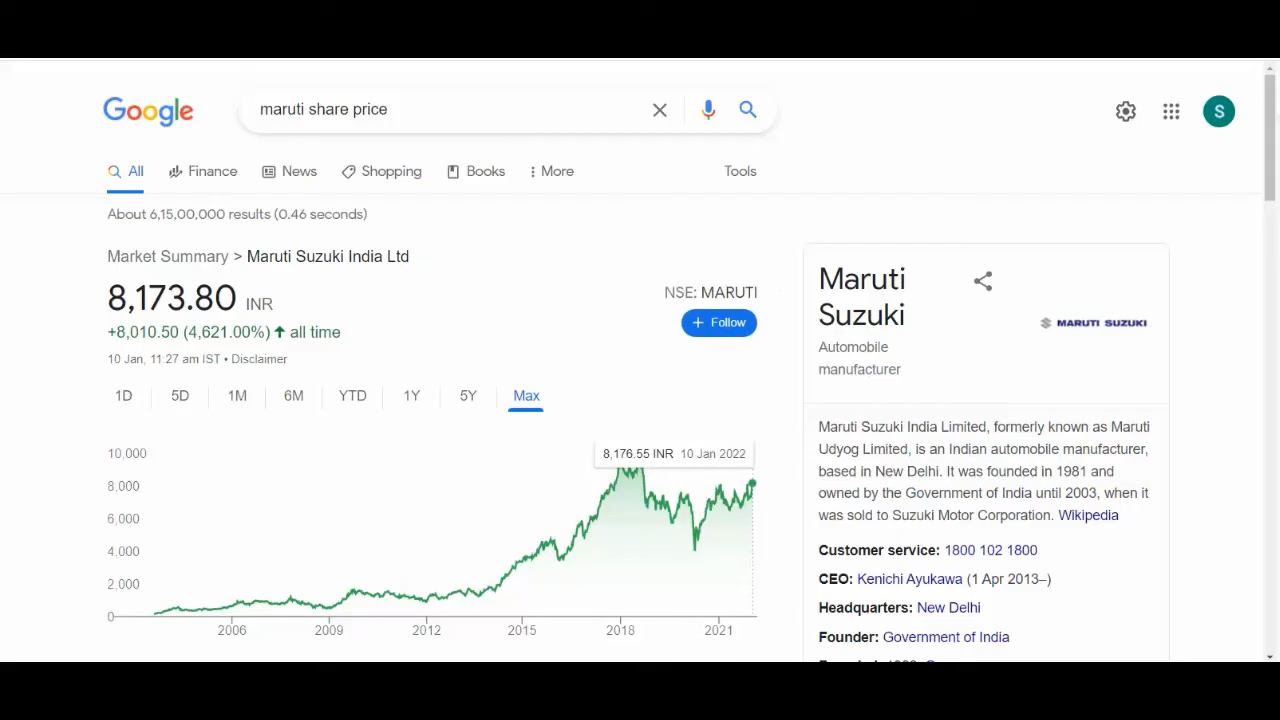 Google
maruti share price
S
All Finance News Shopping Books More Tools
About 6,15,00,000 results (0.46 seconds)
Market Summary > Maruti Suzuki India Ltd
8,173.80 INR
+8,010.50 (4,621.00%) all time
10 Jan, 11:27 am IST • Disclaimer
NSE: MARUTI
+ Follow
1D 5D 1M 6M YTD 1Y 5Y Max
8,176.55 INR 10 Jan 2022
10,000
8,000
6,000
4,000
2,000
0
2006 2009 2012 2015 2018 2021
Maruti
Suzuki
Automobile
manufacturer
MARUTI SUZUKI
Maruti Suzuki India Limited, formerly known as Maruti
Udyog Limited, is an Indian automobile manufacturer,
based in New Delhi. It was founded in 1981 and
owned by the Government of India until 2003, when it
was sold to Suzuki Motor Corporation. Wikipedia
Customer service: 1800 102 1800
CEO: Kenichi Ayukawa (1 Apr 2013–)
Headquarters: New Delhi
Founder: Government of India